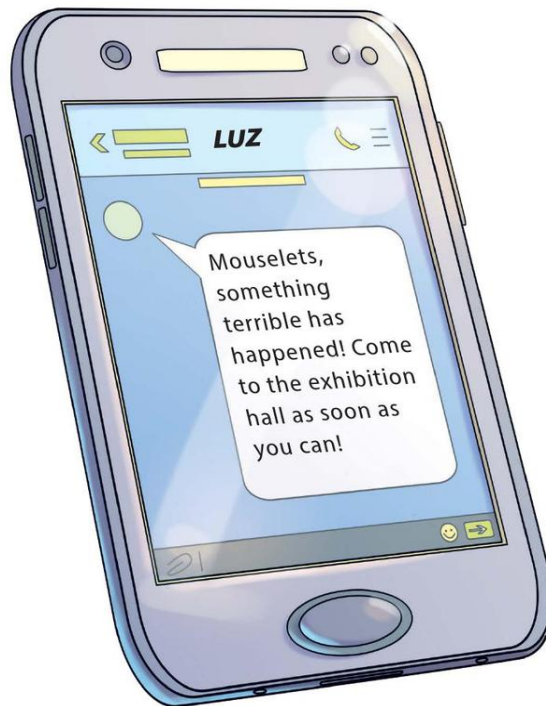 LUZ
Mouselets,
something
terrible has
happened! Come
to the exhibition
hall as soon as
you can!